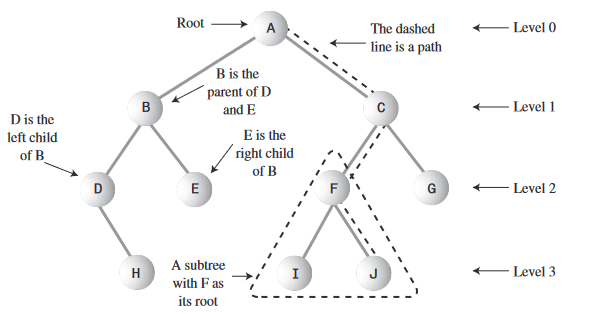 Root
A
The dashed
line is a path
Level 0
B is the
parent of D
and E
B
C
Level 1
D is the
left child
of B
E is the
right child
of B
D
E
F
G
Level 2
H
A subtree
with F as
its root
I
J
Level 3